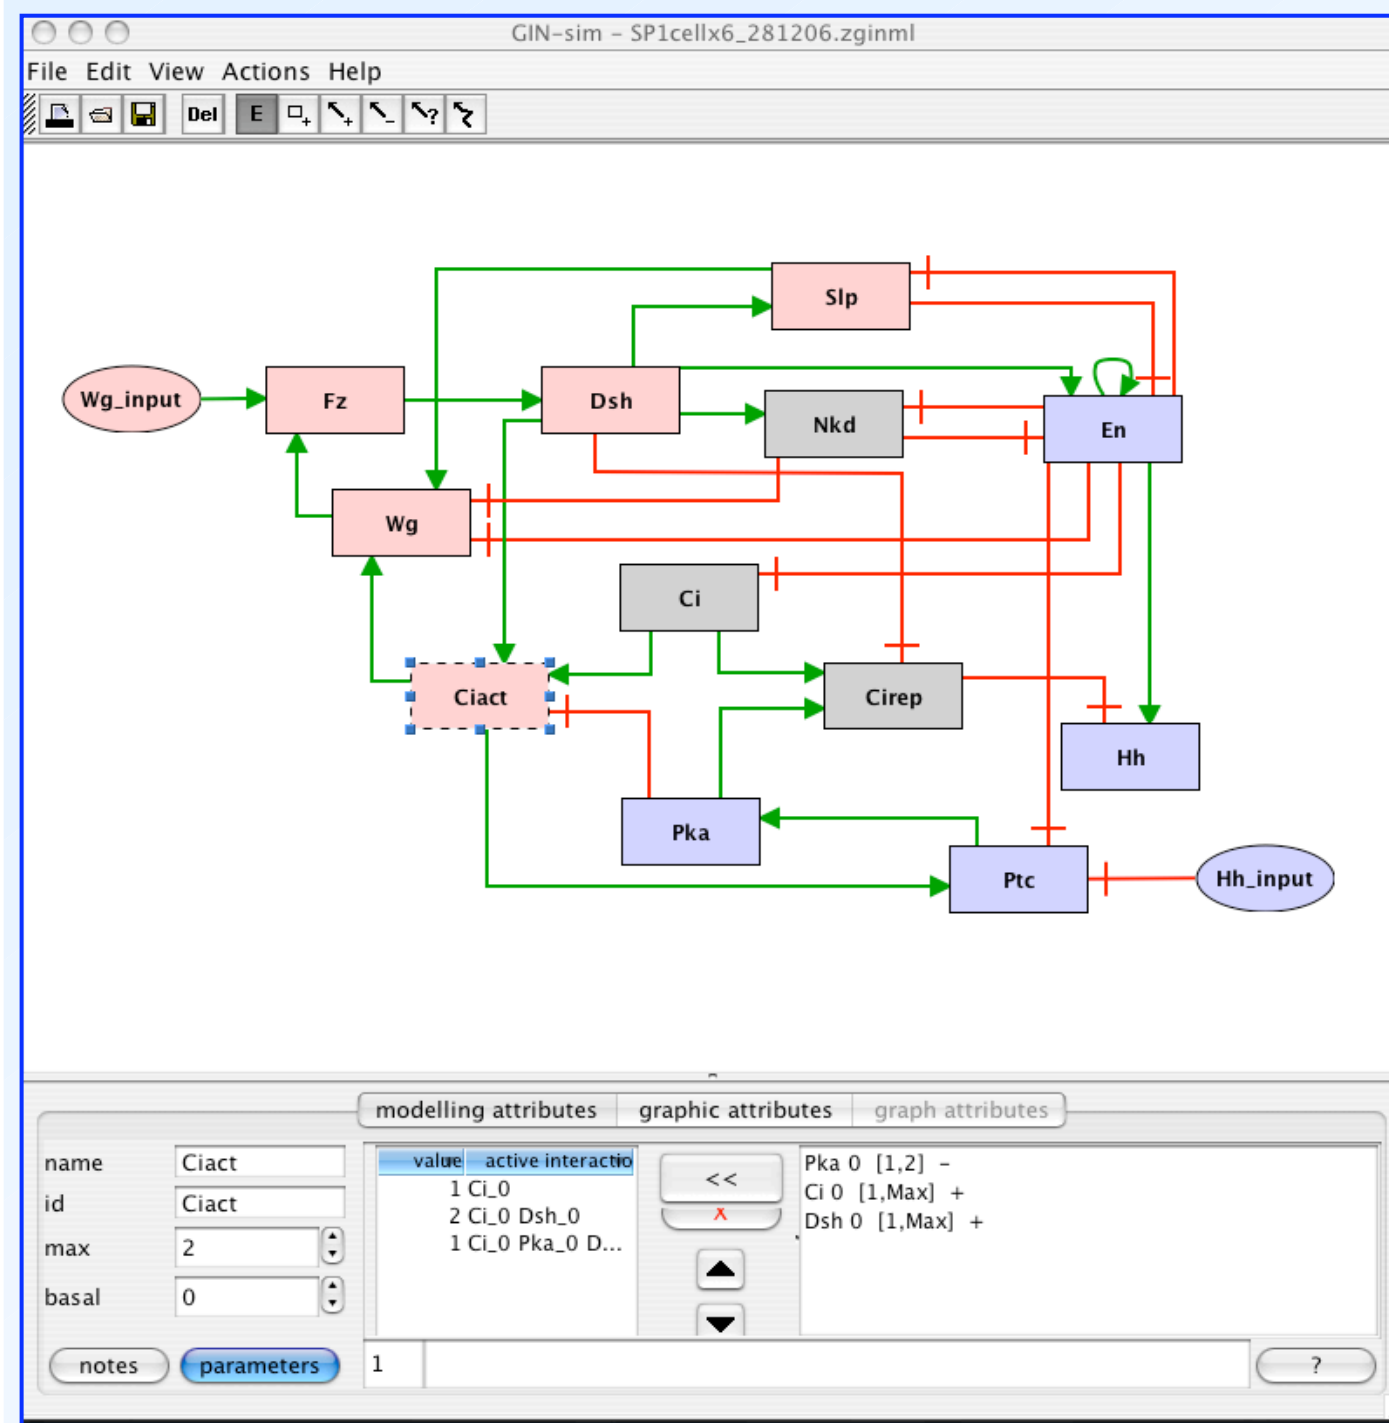 GIN-sim – SP1cellx6_281206.zginml
File Edit View Actions Help
Del E + + - ?
Slp
Wg_input
Fz
Dsh
Nkd
En
Wg
Ci
Ciact
Cirep
Hh
Pka
Ptc
Hh_input
modelling attributes graphic attributes graph attributes
name Ciact
id Ciact
max 2
basal 0
notes parameters
value active interactio
1 Ci_0
2 Ci_0 Dsh_0
1 Ci_0 Pka_0 D...
<<
X
Pka 0 [1,2] -
Ci 0 [1,Max] +
Dsh 0 [1,Max] +
1
?